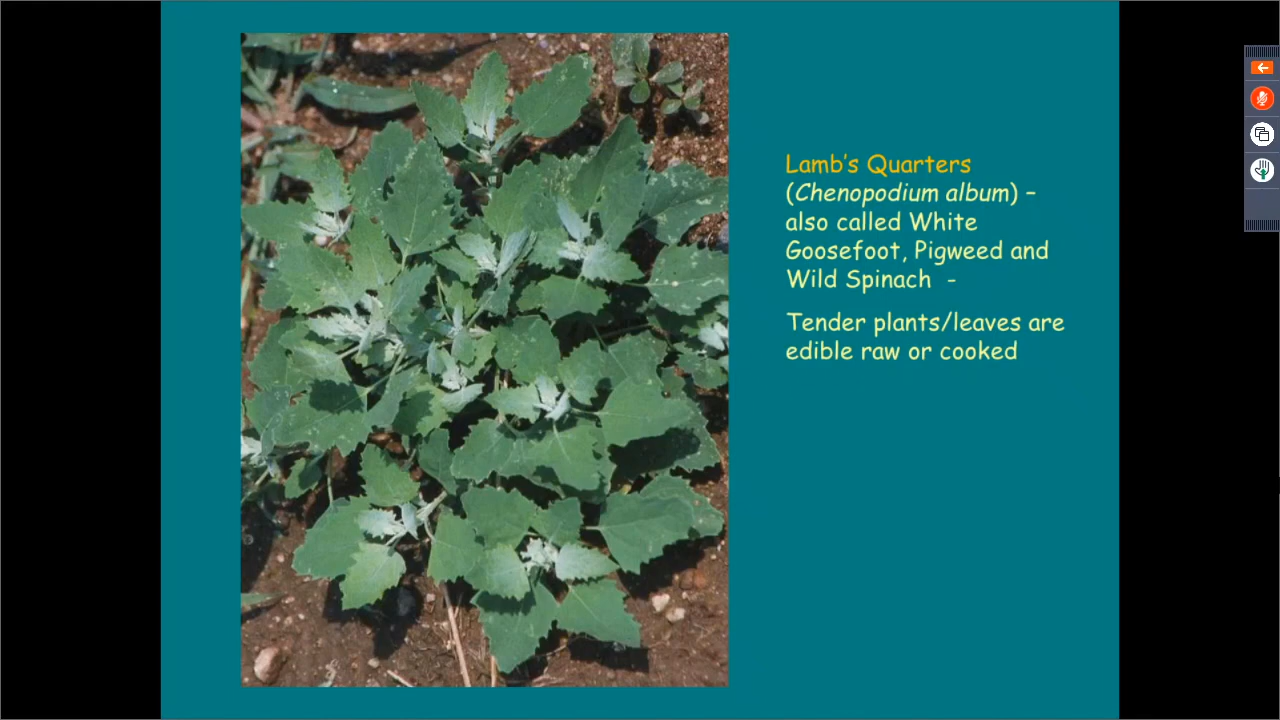 Lamb's Quarters
(Chenopodium album) –
also called White
Goosefoot, Pigweed and
Wild Spinach -
Tender plants/leaves are
edible raw or cooked